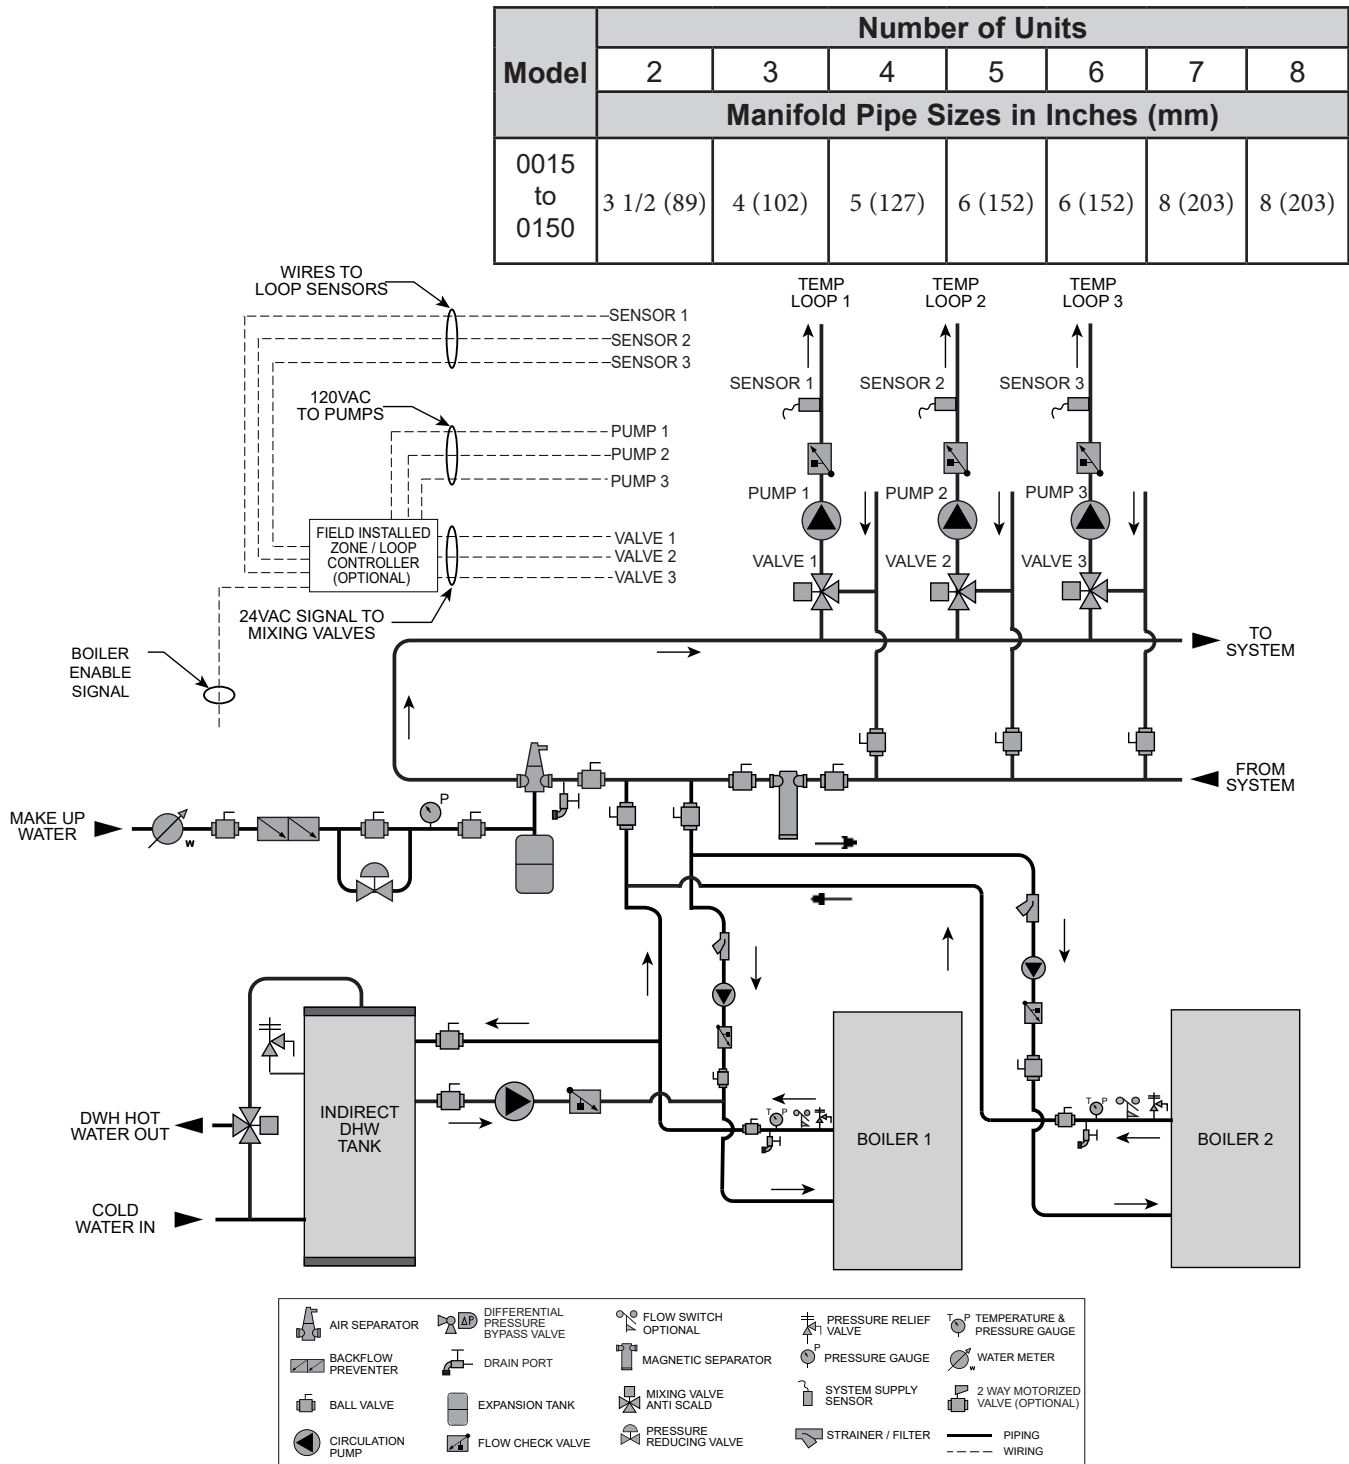 Number of Units
Model
2 3 4 5 6 7 8
Manifold Pipe Sizes in Inches (mm)
0015
to
0150
3 1/2 (89) 4 (102) 5 (127) 6 (152) 6 (152) 8 (203) 8 (203)
WIRES TO
LOOP SENSORS
SENSOR 1
SENSOR 2
SENSOR 3
120VAC
TO PUMPS
PUMP 1
PUMP 2
PUMP 3
FIELD INSTALLED
ZONE / LOOP
CONTROLLER
(OPTIONAL)
VALVE 1
VALVE 2
VALVE 3
24VAC SIGNAL TO
MIXING VALVES
BOILER
ENABLE
SIGNAL
TEMP
LOOP 1
TEMP
LOOP 2
TEMP
LOOP 3
SENSOR 1
SENSOR 2
SENSOR 3
PUMP 1
PUMP 2
PUMP 3
VALVE 1
VALVE 2
VALVE 3
TO
SYSTEM
FROM
SYSTEM
MAKE UP
WATER
w
P
DWH HOT
WATER OUT
COLD
WATER IN
INDIRECT
DHW
TANK
T P
BOILER 1
T P
BOILER 2
AIR SEPARATOR
BACKFLOW
PREVENTER
BALL VALVE
CIRCULATION
PUMP
ΔP
DIFFERENTIAL
PRESSURE
BYPASS VALVE
DRAIN PORT
EXPANSION TANK
FLOW CHECK VALVE
FLOW SWITCH
OPTIONAL
MAGNETIC SEPARATOR
MIXING VALVE
ANTI SCALD
PRESSURE
REDUCING VALVE
PRESSURE RELIEF
VALVE
P
PRESSURE GAUGE
SYSTEM SUPPLY
SENSOR
STRAINER / FILTER
T P
TEMPERATURE &
PRESSURE GAUGE
w
WATER METER
2 WAY MOTORIZED
VALVE (OPTIONAL)
PIPING
WIRING